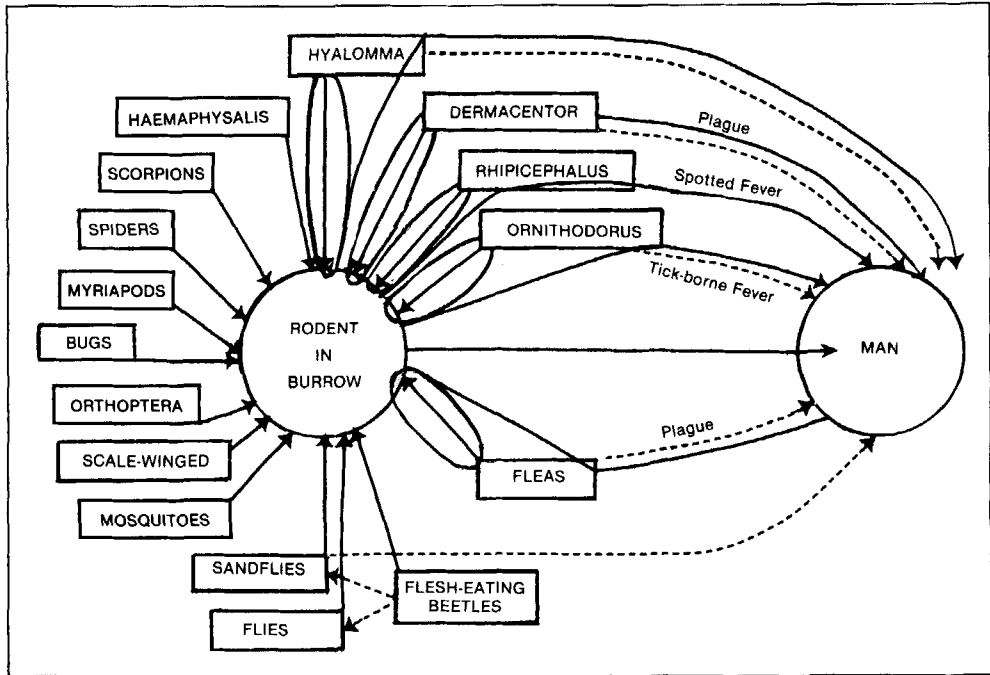 HYALOMMA
HAEMAPHYSALIS
DERMACENTOR
Plague
SCORPIONS
RHIPICEPHALUS
Spotted Fever
SPIDERS
ORNITHODORUS
MYRIAPODS
Tick-borne Fever
BUGS
RODENT
IN
BURROW
MAN
ORTHOPTERA
Plague
SCALE-WINGED
FLEAS
MOSQUITOES
SANDFLIES
FLESH-EATING
BEETLES
FLIES